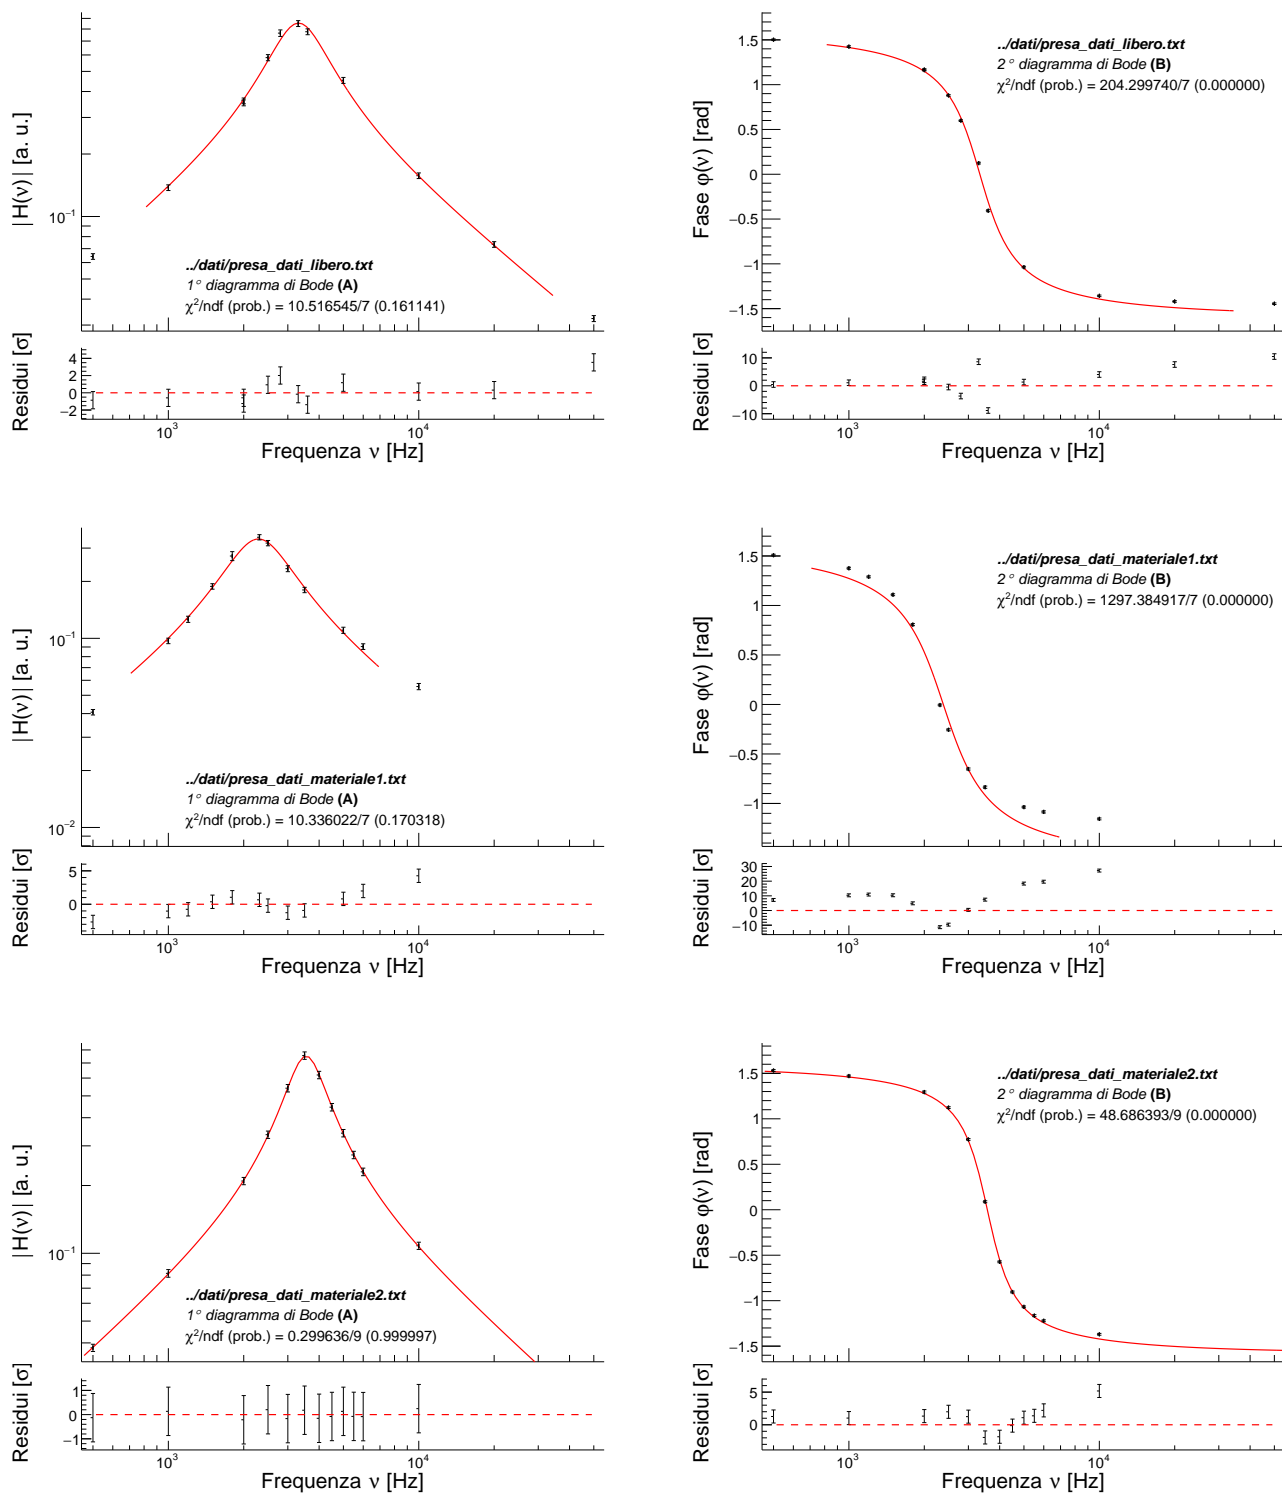 |H(ν)| [a. u.]
10⁻¹
../dati/presa_dati_libero.txt
1° diagramma di Bode (A)
χ²/ndf (prob.) = 10.516545/7 (0.161141)
Residui [σ]
4
2
0
−2
10³
10⁴
Frequenza ν [Hz]
Fase φ(ν) [rad]
1.5
1
0.5
0
−0.5
−1
−1.5
../dati/presa_dati_libero.txt
2° diagramma di Bode (B)
χ²/ndf (prob.) = 204.299740/7 (0.000000)
Residui [σ]
10
0
−10
10³
10⁴
Frequenza ν [Hz]
|H(ν)| [a. u.]
10⁻¹
10⁻²
../dati/presa_dati_materiale1.txt
1° diagramma di Bode (A)
χ²/ndf (prob.) = 10.336022/7 (0.170318)
Residui [σ]
5
0
10³
10⁴
Frequenza ν [Hz]
Fase φ(ν) [rad]
1.5
1
0.5
0
−0.5
−1
../dati/presa_dati_materiale1.txt
2° diagramma di Bode (B)
χ²/ndf (prob.) = 1297.384917/7 (0.000000)
Residui [σ]
30
20
10
0
−10
10³
10⁴
Frequenza ν [Hz]
|H(ν)| [a. u.]
10⁻¹
../dati/presa_dati_materiale2.txt
1° diagramma di Bode (A)
χ²/ndf (prob.) = 0.299636/9 (0.999997)
Residui [σ]
1
0
−1
10³
10⁴
Frequenza ν [Hz]
Fase φ(ν) [rad]
1.5
1
0.5
0
−0.5
−1
−1.5
../dati/presa_dati_materiale2.txt
2° diagramma di Bode (B)
χ²/ndf (prob.) = 48.686393/9 (0.000000)
Residui [σ]
5
0
10³
10⁴
Frequenza ν [Hz]